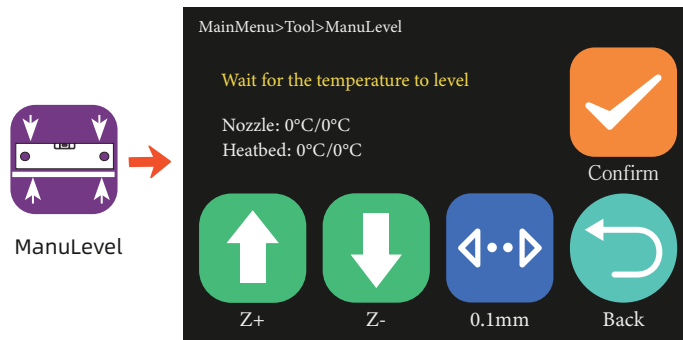 MainMenu>Tool>ManuLevel
Wait for the temperature to level
Nozzle: 0°C/0°C
Heatbed: 0°C/0°C
Confirm
ManuLevel
Z+
Z-
0.1mm
Back